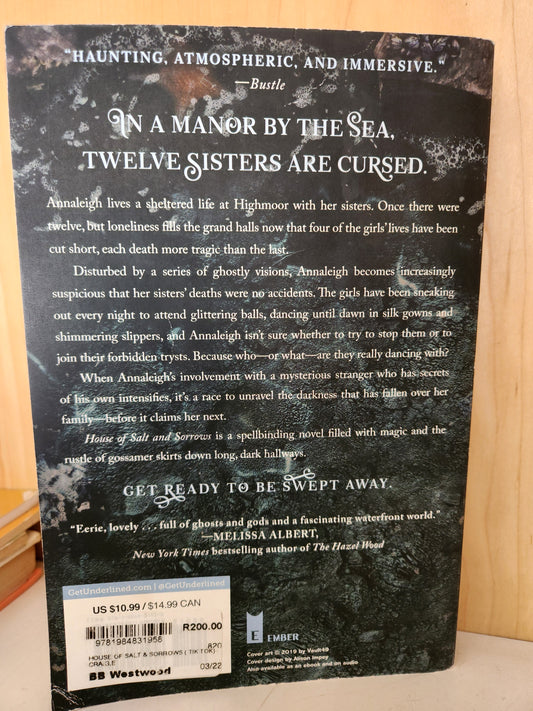 “HAUNTING, ATMOSPHERIC, AND IMMERSIVE.”
—Bustle
IN A MANOR BY THE SEA,
TWELVE SISTERS ARE CURSED.
Annaleigh lives a sheltered life at Highmoor with her sisters. Once there were
twelve, but loneliness fills the grand halls now that four of the girls’ lives have been
cut short, each death more tragic than the last.
Disturbed by a series of ghostly visions, Annaleigh becomes increasingly
suspicious that her sisters’ deaths were no accidents. The girls have been sneaking
out every night to attend glittering balls, dancing until dawn in silk gowns and
shimmering slippers, and Annaleigh isn’t sure whether to try to stop them or to
join their forbidden trysts. Because who—or what—are they really dancing with?
When Annaleigh’s involvement with a mysterious stranger who has secrets
of his own intensifies, it’s a race to unravel the darkness that has fallen over her
family—before it claims her next.
House of Salt and Sorrows is a spellbinding novel filled with magic and the
rustle of gossamer skirts down long, dark hallways.
GET READY TO BE SWEPT AWAY.
“Eerie, lovely . . . full of ghosts and gods and a fascinating waterfront world.”
—MELISSA ALBERT,
New York Times bestselling author of The Hazel Wood
GetUnderlined.com | @GetUnderlined
US $10.99 / $14.99 CAN
R200.00
9781984831958
820
HOUSE OF SALT & SORROWS ( TIK TOK)
CRA:3,E
03/22
BB Westwood
E EMBER
Cover art © 2019 by Vault49
Cover design by Alison Impey
Also available as an ebook and on audio